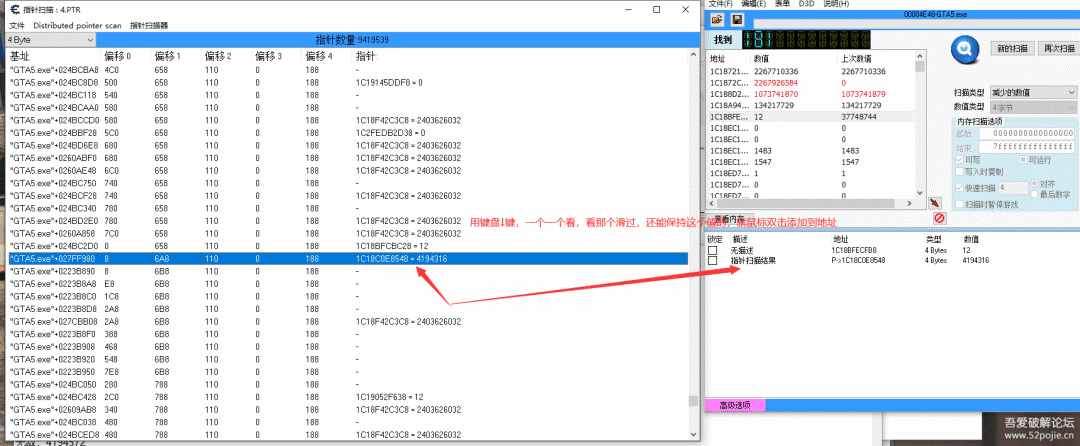 指针扫描 : 4.PTR
文件 Distributed pointer scan 指针扫描器
4 Byte 指针数量:9419539
基址 偏移 0 偏移 1 偏移 2 偏移 3 偏移 4 指针:
"GTA5.exe"+024BCBA8 4C0 658 110 0 188 -
"GTA5.exe"+024BC8D8 500 658 110 0 188 1C19145DDF8 = 0
"GTA5.exe"+024BC118 540 658 110 0 188 -
"GTA5.exe"+024BCAA0 580 658 110 0 188 -
"GTA5.exe"+024BCCD0 580 658 110 0 188 1C18F42C3C8 = 2403626032
"GTA5.exe"+024BBF28 5C0 658 110 0 188 1C2FEDB2D38 = 0
"GTA5.exe"+024BD6E8 680 658 110 0 188 1C18F42C3C8 = 2403626032
"GTA5.exe"+0260ABF0 680 658 110 0 188 1C18F42C3C8 = 2403626032
"GTA5.exe"+0260AE48 6C0 658 110 0 188 1C18F42C3C8 = 2403626032
"GTA5.exe"+024BC750 740 658 110 0 188 -
"GTA5.exe"+024BCF28 740 658 110 0 188 1C18F42C3C8 = 2403626032
"GTA5.exe"+024BC340 780 658 110 0 188 -
"GTA5.exe"+024BD2E0 780 658 110 0 188 1C18F42C3C8 = 2403626032
"GTA5.exe"+0260A858 7C0 658 110 0 188 1C18F42C3C8 = 2403626032
"GTA5.exe"+024BC2D0 0 688 110 0 188 1C18BFCBC28 = 12
"GTA5.exe"+027FF980 8 6A8 110 0 188 1C18C0E8548 = 4194316
"GTA5.exe"+0223B890 8 6B8 110 0 188 -
"GTA5.exe"+0223B8A8 E8 6B8 110 0 188 -
"GTA5.exe"+0223B8C0 1C8 6B8 110 0 188 -
"GTA5.exe"+0223B8D8 2A8 6B8 110 0 188 -
"GTA5.exe"+027CBB08 2A8 6B8 110 0 188 1C18F42C3C8 = 2403626032
"GTA5.exe"+0223B8F0 388 6B8 110 0 188 -
"GTA5.exe"+0223B908 468 6B8 110 0 188 -
"GTA5.exe"+0223B920 548 6B8 110 0 188 -
"GTA5.exe"+0223B950 7E8 6B8 110 0 188 -
"GTA5.exe"+024BC050 280 788 110 0 188 -
"GTA5.exe"+024BC428 2C0 788 110 0 188 1C19052F638 = 12
"GTA5.exe"+02609AB8 340 788 110 0 188 1C18F42C3C8 = 2403626032
"GTA5.exe"+024BC038 480 788 110 0 188 -
"GTA5.exe"+024BCED8 480 788 110 0 188 1C18F42C3C8 = 2403626032
文件(F) 编辑(E) 表单 D3D 说明(H)
00004E48-GTA5.exe
找到
新的扫描 再次扫描
地址 数值 上次数值
1C18721... 2267710336 2267710336
1C1872C... 2267926584 0
1C188D2... 1073741870 1073741879
1C18A94... 134217729 134217729
1C18BFE... 12 37748744
1C18EC1... 0 0
1C18EC1... 0 0
1C18EC1... 1483 1483
1C18EC1... 1547 1547
1C18ED7... 1 1
1C18ED7... 0 0
1C18ED7... 0 0
扫描类型 减少的数值
数值类型 4字节
内存扫描选项
起始 0000000000000000
结束 7fffffffffffffff
可写 可运行
写入时复制
快速扫描 4 对齐
最后数字
扫描时暂停游戏
查看内存
用键盘↓键，一个一个看，看那个滑过，还能保持这个值的，就鼠标双击添加到地址
锁定 描述 地址 类型 数值
无描述 1C18BFECFB8 4 Bytes 12
指针扫描结果 P->1C18C0E8548 4 Bytes 4194316
高级选项
吾爱破解论坛
www.52pojie.cn